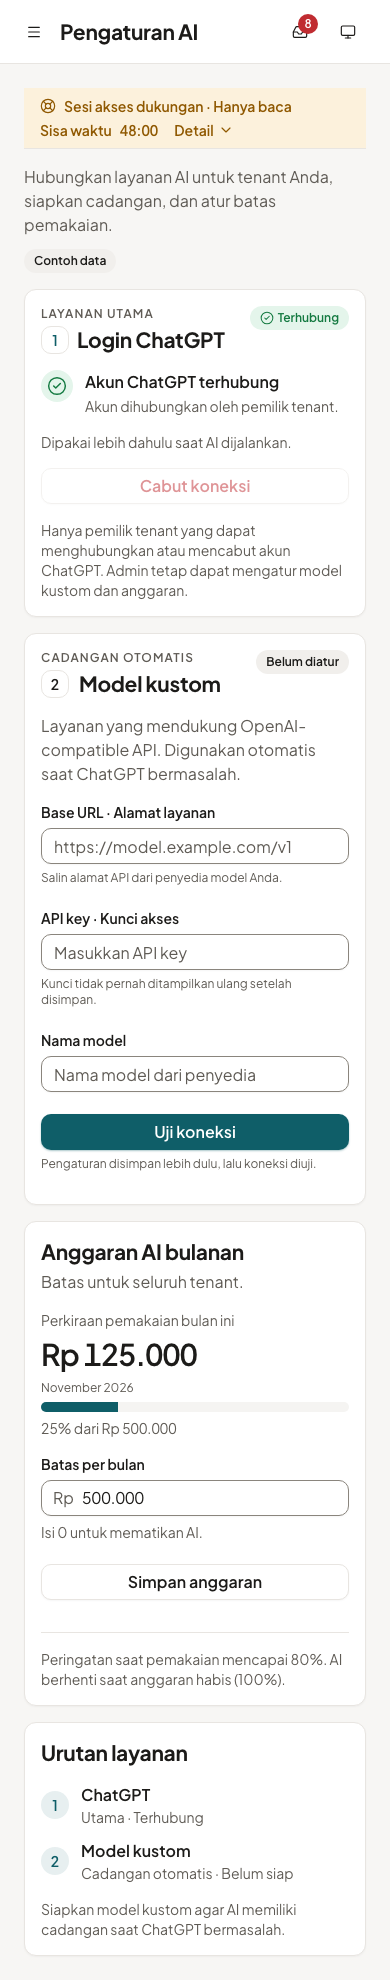 Pengaturan AI
8
Sesi akses dukungan · Hanya baca
Sisa waktu 48:00 Detail
Hubungkan layanan AI untuk tenant Anda,
siapkan cadangan, dan atur batas
pemakaian.
Contoh data
LAYANAN UTAMA
Terhubung
1 Login ChatGPT
Akun ChatGPT terhubung
Akun dihubungkan oleh pemilik tenant.
Dipakai lebih dahulu saat AI dijalankan.
Cabut koneksi
Hanya pemilik tenant yang dapat
menghubungkan atau mencabut akun
ChatGPT. Admin tetap dapat mengatur model
kustom dan anggaran.
CADANGAN OTOMATIS
Belum diatur
2 Model kustom
Layanan yang mendukung OpenAI-
compatible API. Digunakan otomatis
saat ChatGPT bermasalah.
Base URL · Alamat layanan
https://model.example.com/v1
Salin alamat API dari penyedia model Anda.
API key · Kunci akses
Masukkan API key
Kunci tidak pernah ditampilkan ulang setelah
disimpan.
Nama model
Nama model dari penyedia
Uji koneksi
Pengaturan disimpan lebih dulu, lalu koneksi diuji.
Anggaran AI bulanan
Batas untuk seluruh tenant.
Perkiraan pemakaian bulan ini
Rp 125.000
November 2026
25% dari Rp 500.000
Batas per bulan
Rp 500.000
Isi 0 untuk mematikan AI.
Simpan anggaran
Peringatan saat pemakaian mencapai 80%. AI
berhenti saat anggaran habis (100%).
Urutan layanan
1 ChatGPT
Utama · Terhubung
2 Model kustom
Cadangan otomatis · Belum siap
Siapkan model kustom agar AI memiliki
cadangan saat ChatGPT bermasalah.